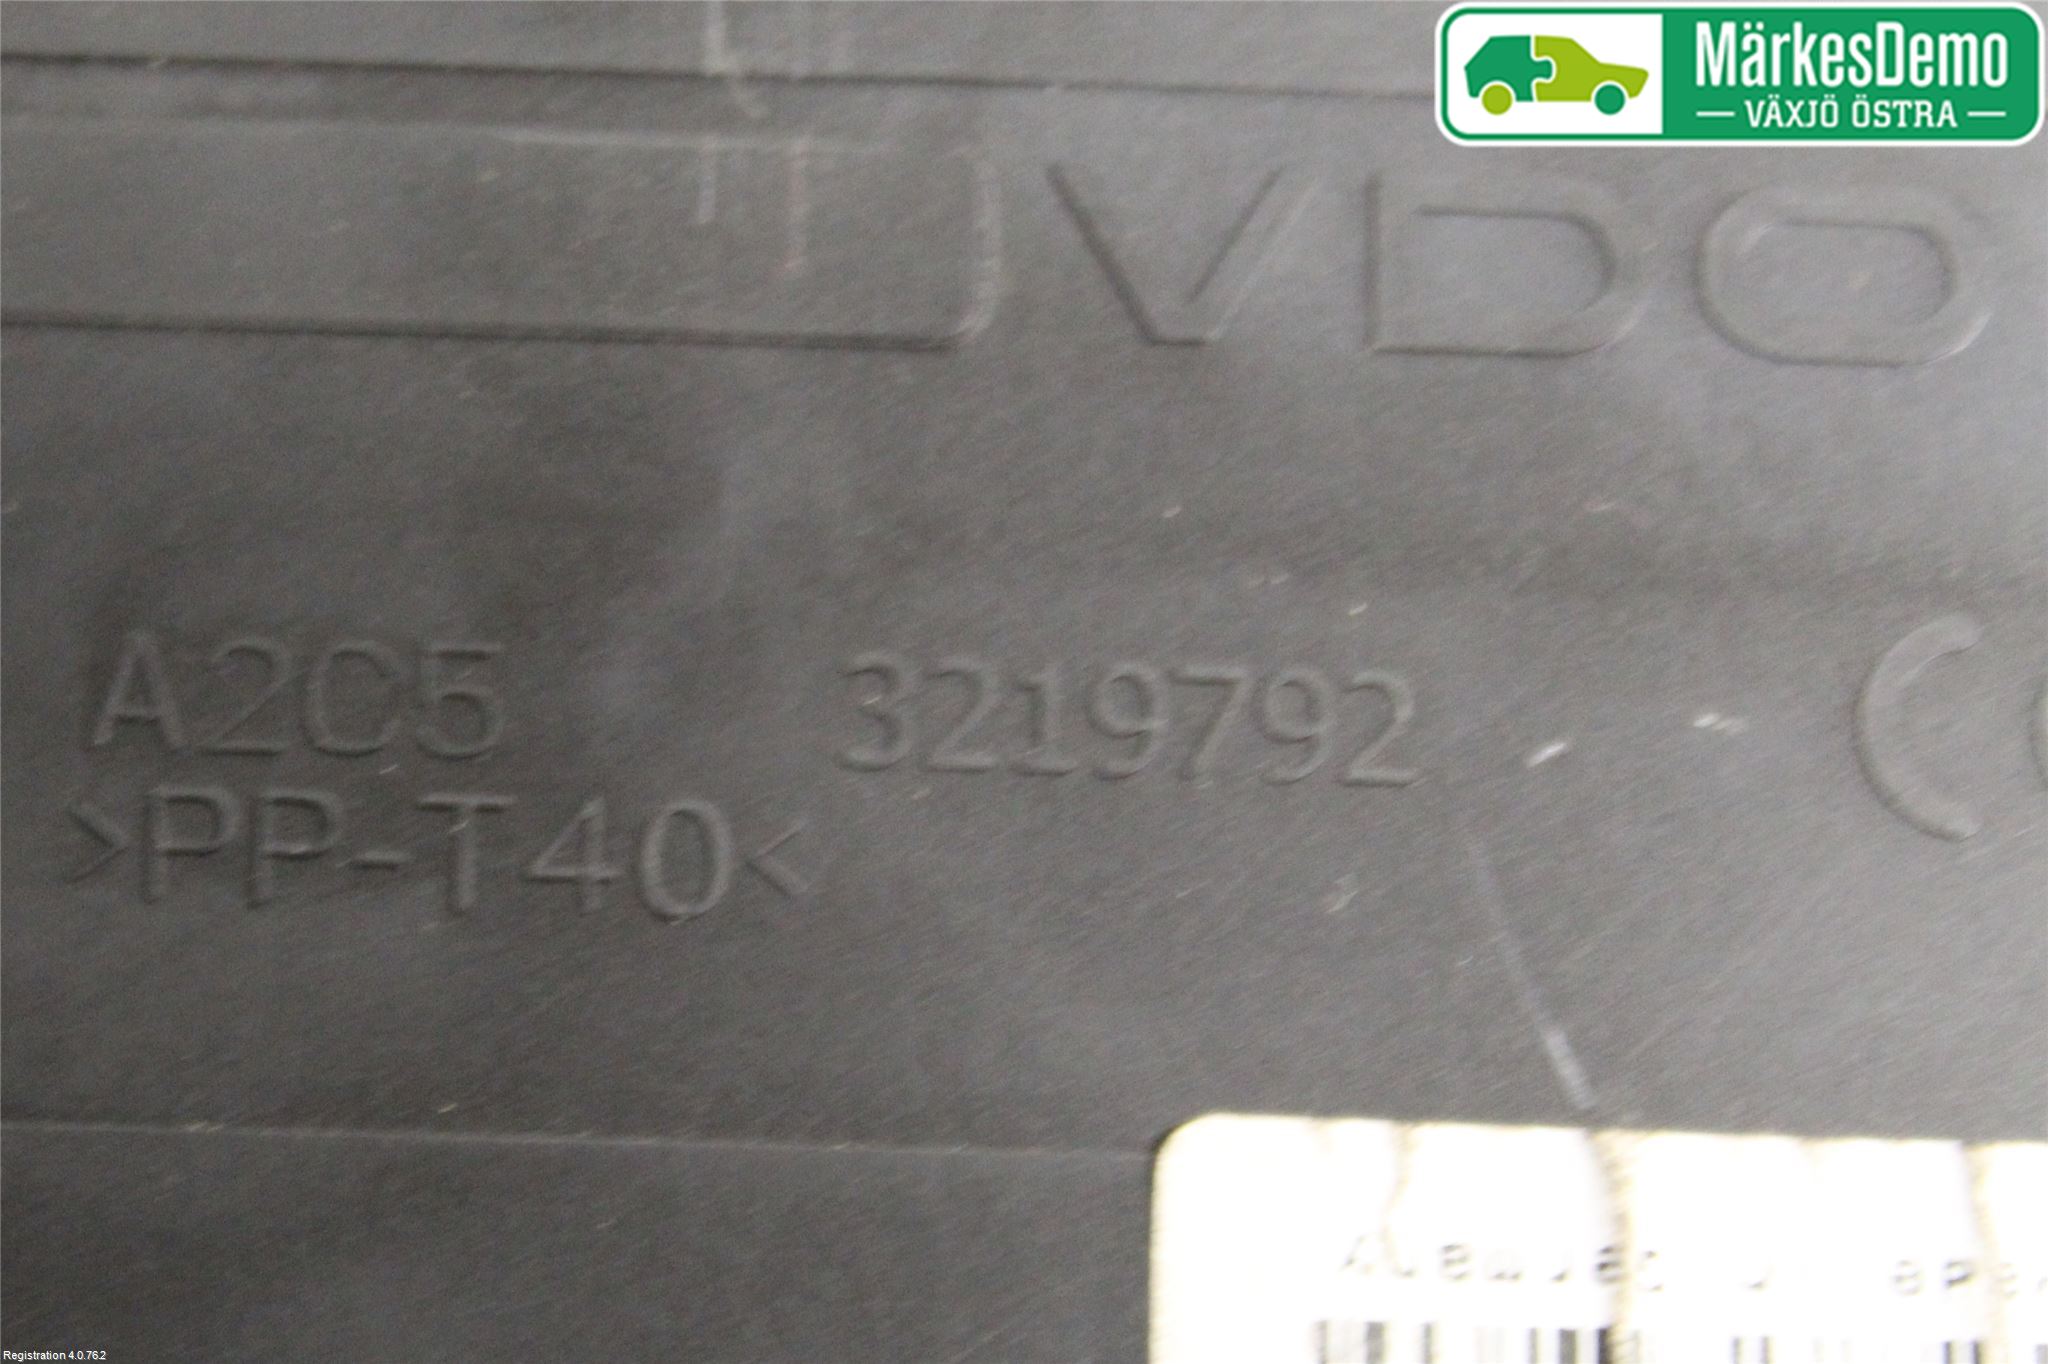 MärkesDemo
VÄXJÖ ÖSTRA
VDO
A2C5 3219792
>PP-T40<
Registration 4.0.76.2